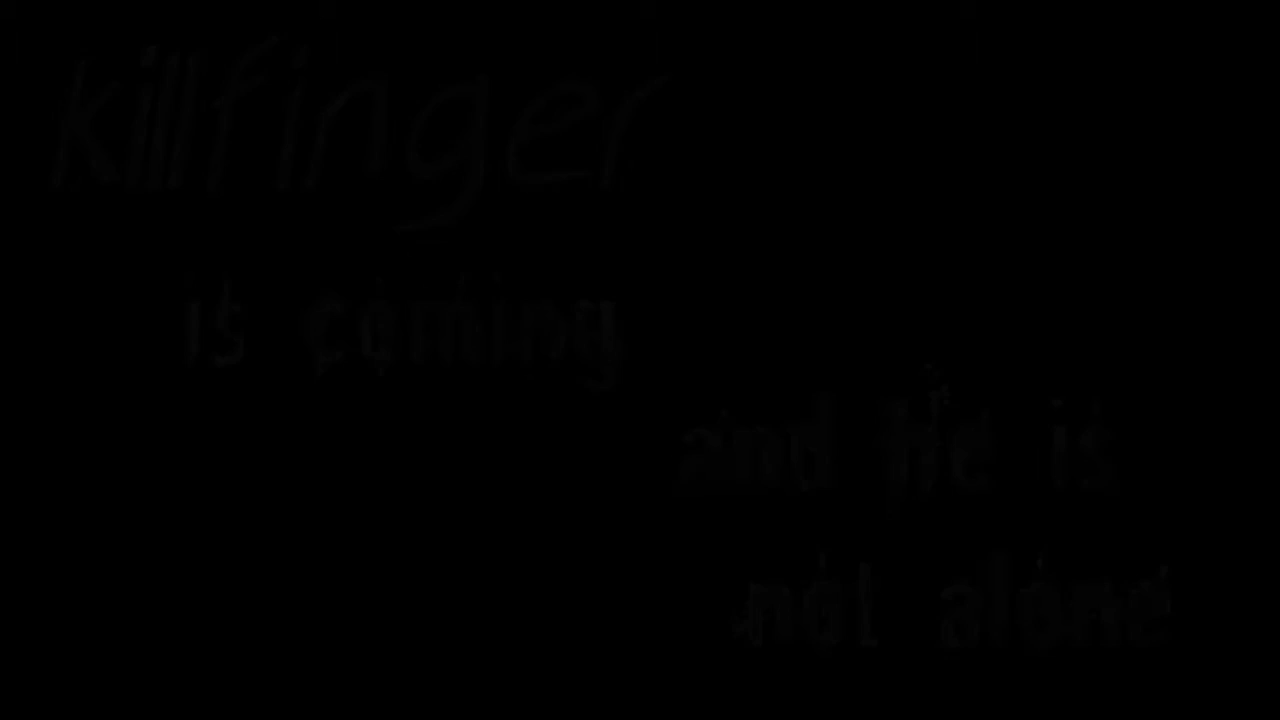 killfinger
is coming
and he is
not alone